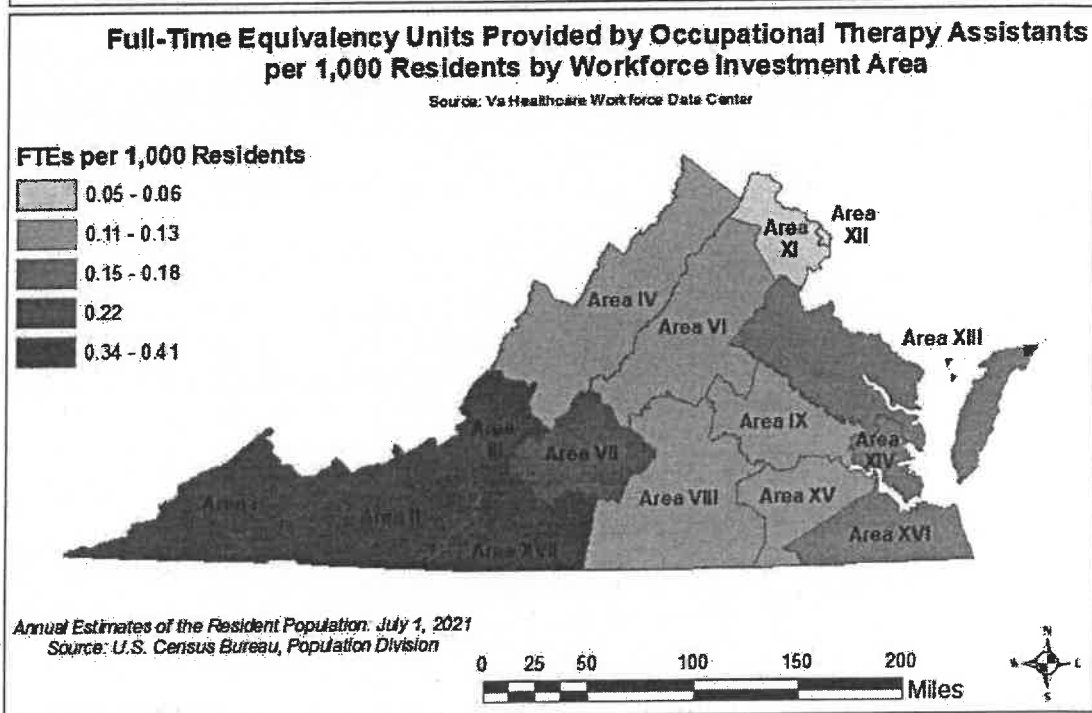 Full-Time Equivalency Units Provided by Occupational Therapy Assistants
per 1,000 Residents by Workforce Investment Area
Source: Va Healthcare Workforce Data Center
FTEs per 1,000 Residents
0.05 - 0.06
0.11 - 0.13
0.15 - 0.18
0.22
0.34 - 0.41
Area
XII
Area
XI
Area IV
Area VI
Area XIII
Area
III
Area IX
Area VII
Area
XIV
Area I
Area II
Area VIII
Area XV
Area XVI
Area XVII
Annual Estimates of the Resident Population: July 1, 2021
Source: U.S. Census Bureau, Population Division
0 25 50 100 150 200
Miles
N
W
E
S